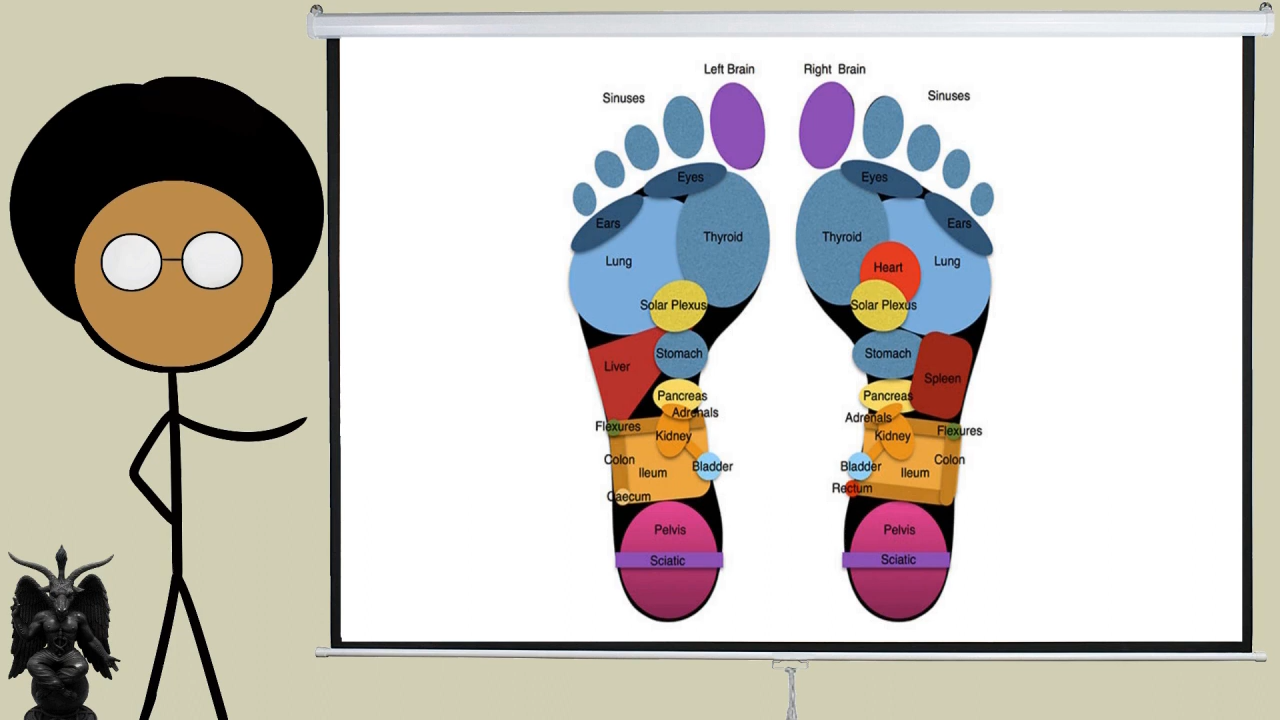 Left Brain
Right Brain
Sinuses
Sinuses
Eyes
Eyes
Ears
Ears
Thyroid
Thyroid
Lung
Lung
Heart
Solar Plexus
Solar Plexus
Stomach
Stomach
Liver
Spleen
Pancreas
Pancreas
Adrenals
Adrenals
Flexures
Flexures
Kidney
Kidney
Colon
Colon
Ileum
Ileum
Bladder
Bladder
Caecum
Rectum
Pelvis
Pelvis
Sciatic
Sciatic